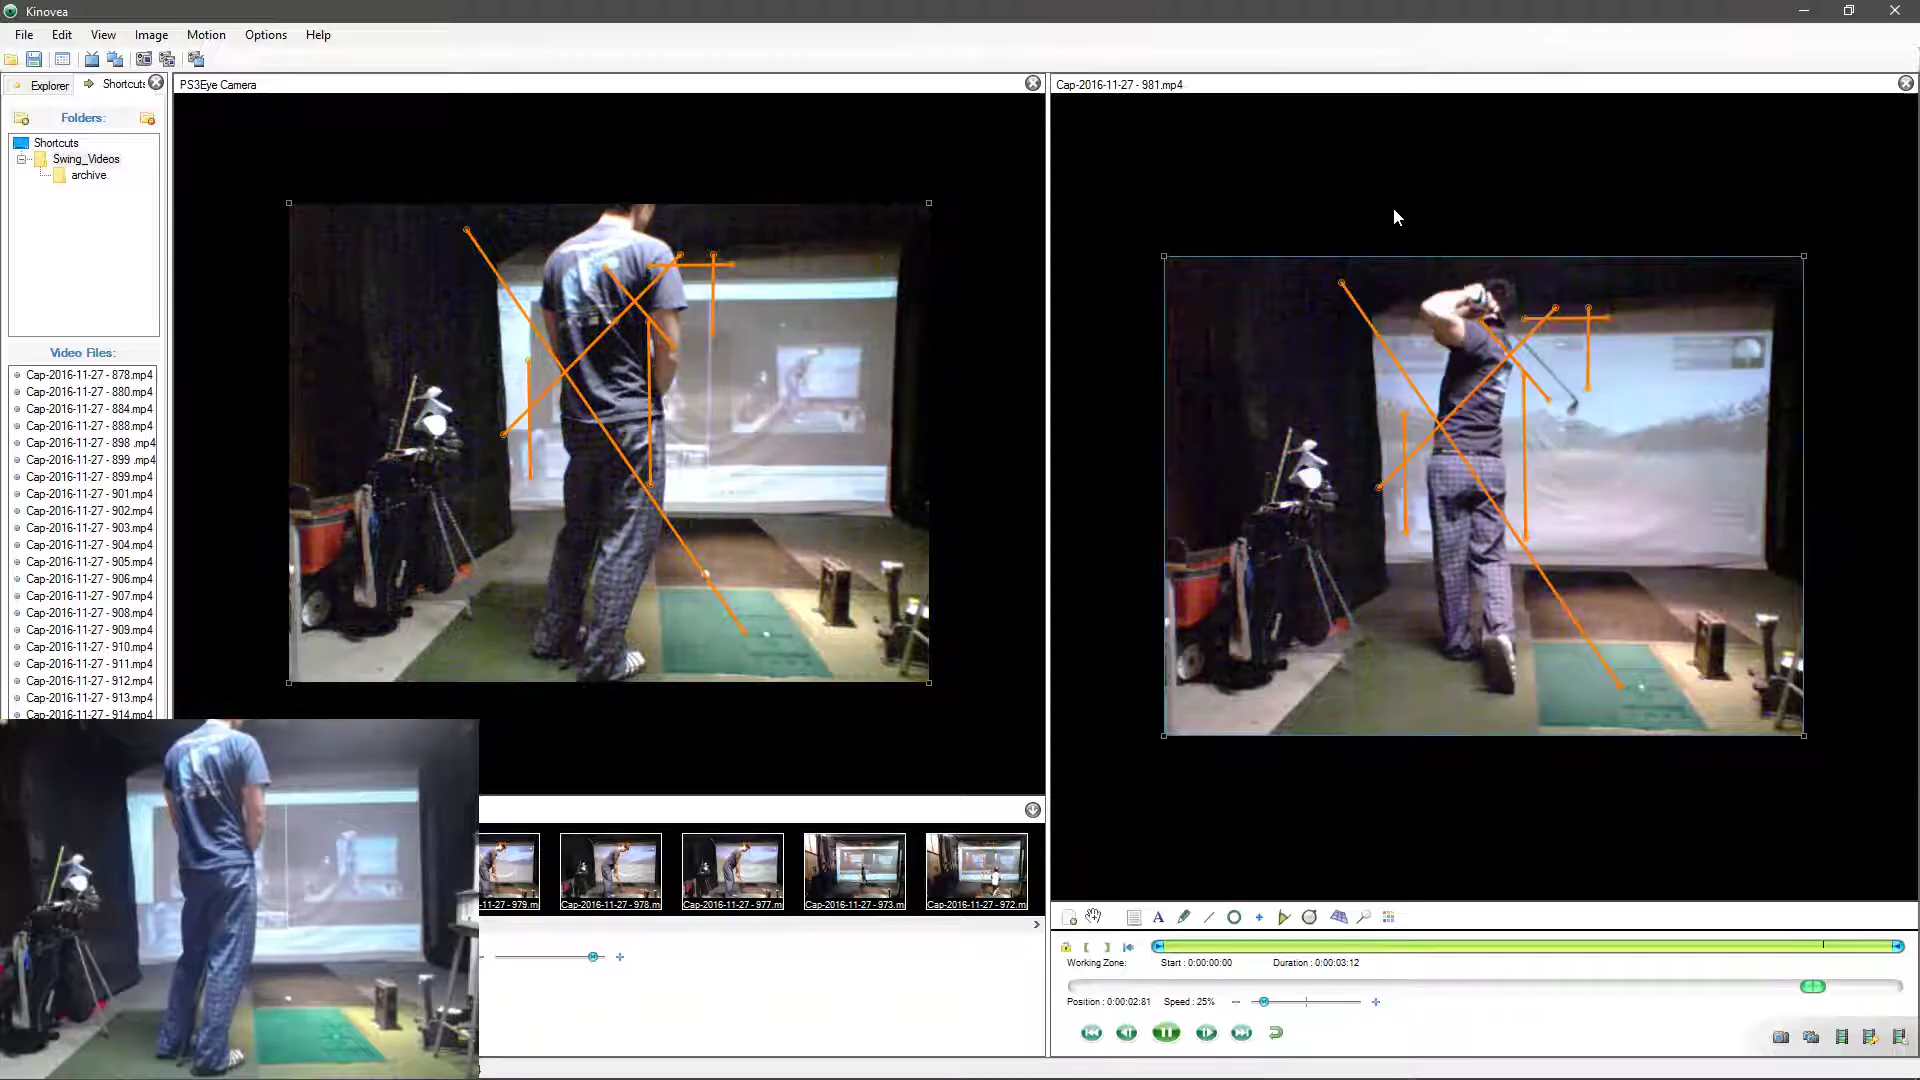 Kinovea
File Edit View Image Motion Options Help
Explorer Shortcuts
Folders:
Shortcuts
Swing_Videos
archive
Video Files:
Cap-2016-11-27 - 878.mp4
Cap-2016-11-27 - 880.mp4
Cap-2016-11-27 - 884.mp4
Cap-2016-11-27 - 888.mp4
Cap-2016-11-27 - 898 .mp4
Cap-2016-11-27 - 899 .mp4
Cap-2016-11-27 - 899.mp4
Cap-2016-11-27 - 901.mp4
Cap-2016-11-27 - 902.mp4
Cap-2016-11-27 - 903.mp4
Cap-2016-11-27 - 904.mp4
Cap-2016-11-27 - 905.mp4
Cap-2016-11-27 - 906.mp4
Cap-2016-11-27 - 907.mp4
Cap-2016-11-27 - 908.mp4
Cap-2016-11-27 - 909.mp4
Cap-2016-11-27 - 910.mp4
Cap-2016-11-27 - 911.mp4
Cap-2016-11-27 - 912.mp4
Cap-2016-11-27 - 913.mp4
Cap-2016-11-27 - 914.mp4
PS3Eye Camera
-11-27 - 979.m
Cap-2016-11-27 - 978.m
Cap-2016-11-27 - 977.m
Cap-2016-11-27 - 973.m
Cap-2016-11-27 - 972.m
Cap-2016-11-27 - 981.mp4
Working Zone: Start : 0:00:00:00 Duration : 0:00:03:12
Position : 0:00:02:81 Speed : 25%